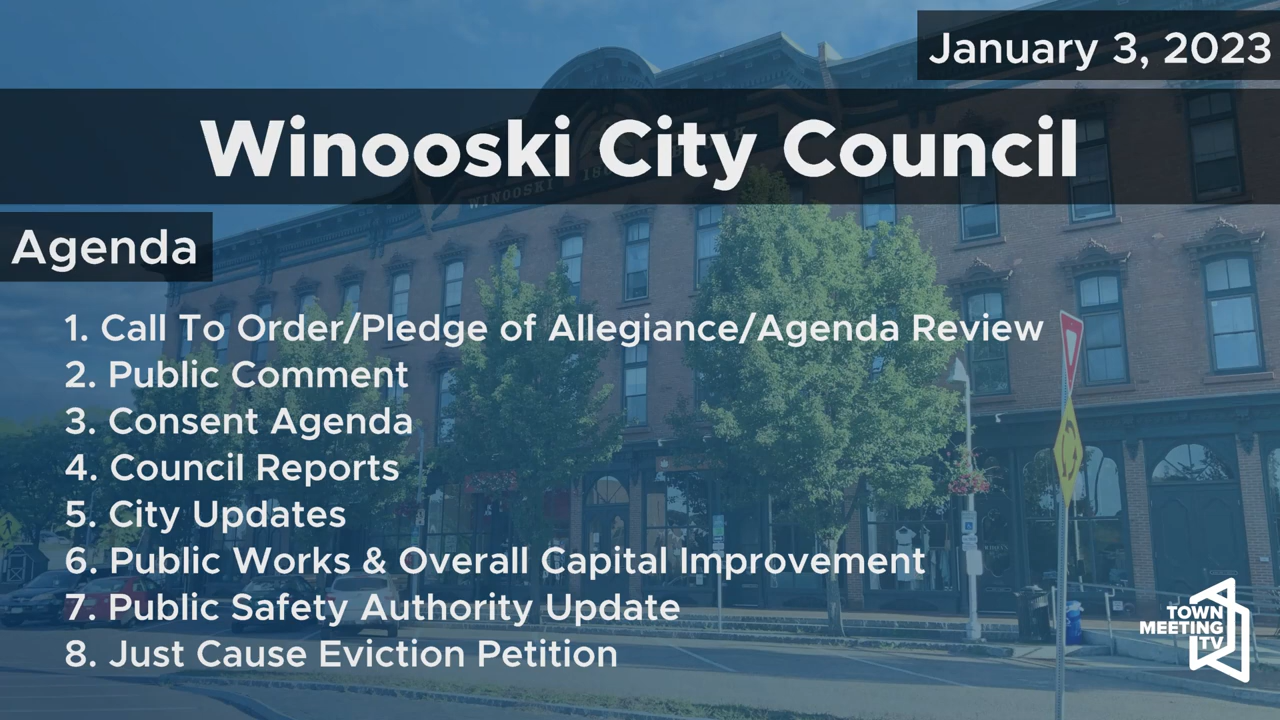 January 3, 2023
Winooski City Council
WINOOSKI
Agenda
1. Call To Order/Pledge of Allegiance/Agenda Review
2. Public Comment
3. Consent Agenda
4. Council Reports
5. City Updates
6. Public Works & Overall Capital Improvement
7. Public Safety Authority Update
8. Just Cause Eviction Petition
TOWN
MEETING
TV